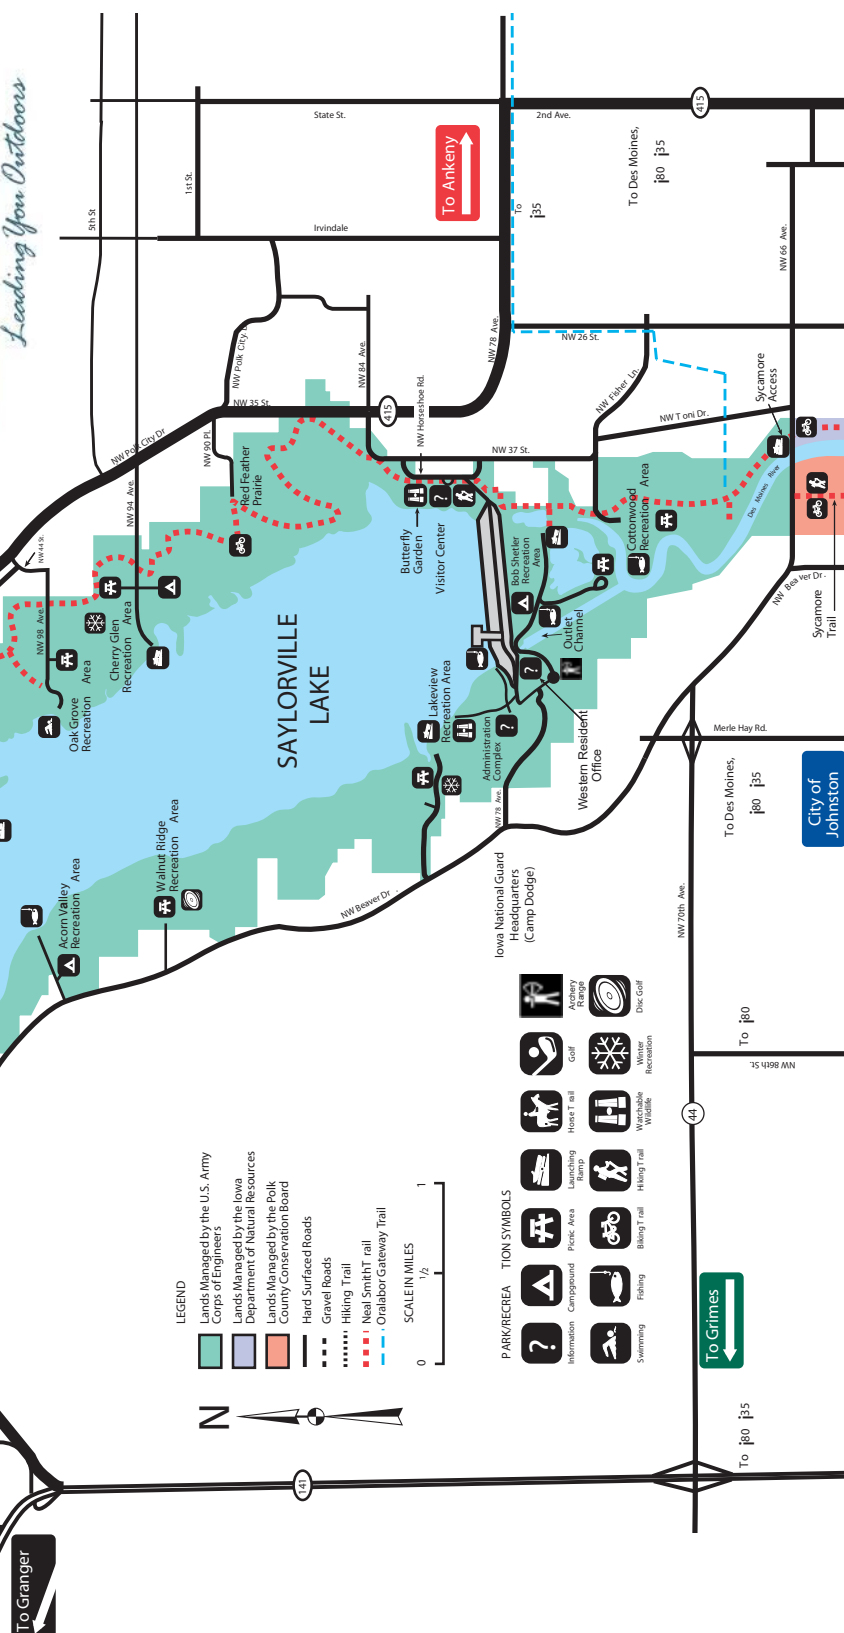 Leading You Outdoors
5th St
1st St.
State St.
Irvindale
To Ankeny
2nd Ave.
415
To
i35
To Des Moines,
i80 i35
NW 66 Ave.
NW 26 St.
NW 78 Ave.
NW 84 Ave.
NW Polk City D
NW 35 St.
415
NW Polk City Dr
NW 90 PL.
NW 94 Ave.
NW 44 St.
NW 98 Ave.
NW Horseshoe Rd.
NW 37 St.
NW Fisher Ln.
NW Toni Dr.
Sycamore
Access
Des Moines River
Red Feather
Prairie
Butterfly
Garden
Visitor Center
Cottonwood
Recreation Area
Bob Shetler
Recreation
Area
Outlet
Channel
NW Beaver Dr.
Sycamore
Trail
Cherry Glen
Recreation Area
Oak Grove
Recreation Area
SAYLORVILLE
LAKE
Lakeview
Recreation Area
Administration
Complex
Western Resident
Office
NW 78 Ave.
Merle Hay Rd.
To Des Moines,
i80 i35
City of
Johnston
Walnut Ridge
Recreation Area
Acorn Valley
Recreation Area
NW Beaver Dr.
Iowa National Guard
Headquarters
(Camp Dodge)
NW 70th Ave.
To i80
NW 86th St.
44
LEGEND
Lands Managed by the U.S. Army
Corps of Engineers
Lands Managed by the Iowa
Department of Natural Resources
Lands Managed by the Polk
County Conservation Board
Hard Surfaced Roads
Gravel Roads
Hiking Trail
Neal Smith Trail
Oralabor Gateway Trail
SCALE IN MILES
0 1/2 1
N
PARK/RECREATION SYMBOLS
Information
Campground
Picnic Area
Launching
Ramp
Horse Trail
Golf
Archery
Range
Swimming
Fishing
Biking Trail
Hiking Trail
Watchable
Wildlife
Winter
Recreation
Disc Golf
To Grimes
To i80 i35
141
To Granger